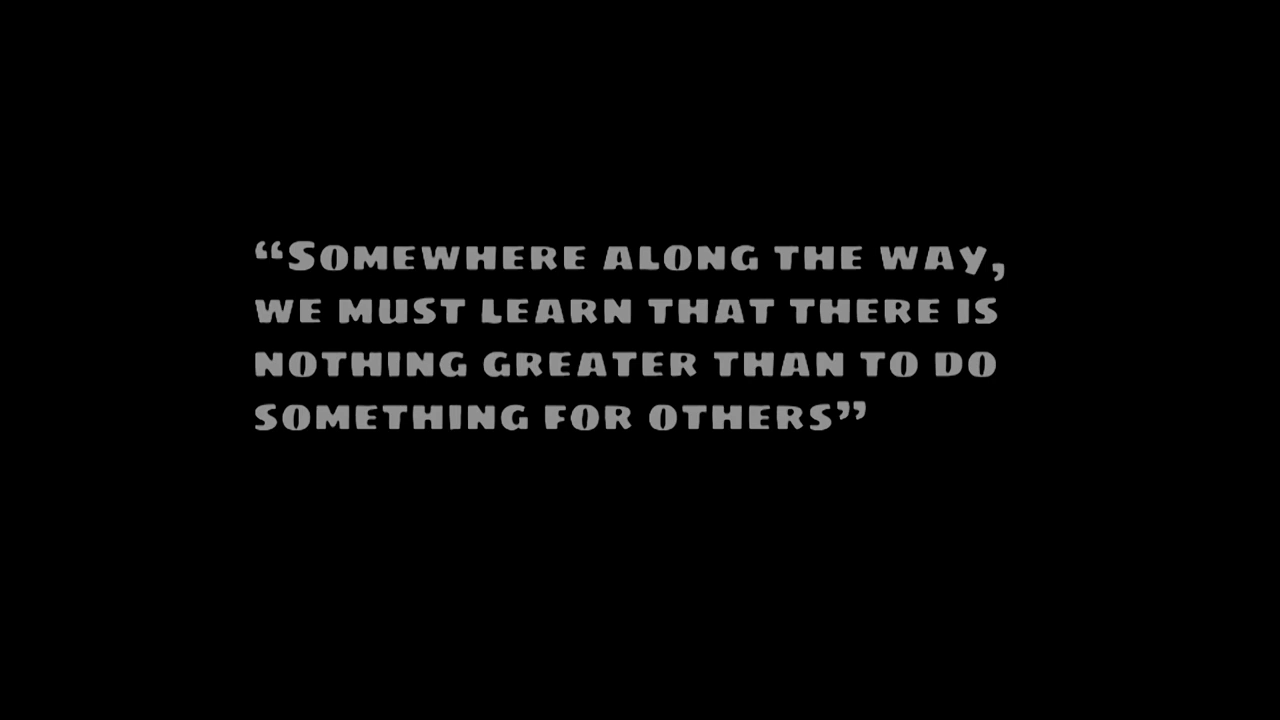 “Somewhere along the way,
we must learn that there is
nothing greater than to do
something for others”